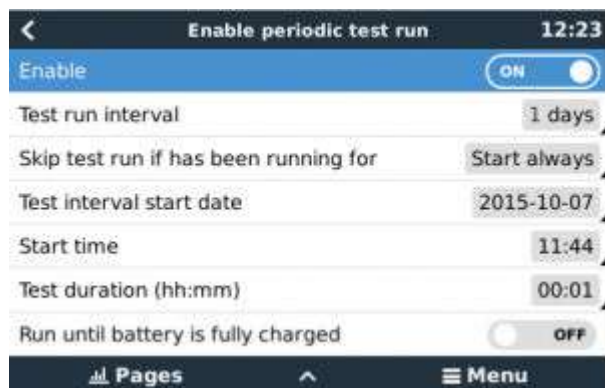 Enable periodic test run 12:23
Enable ON
Test run interval 1 days
Skip test run if has been running for Start always
Test interval start date 2015-10-07
Start time 11:44
Test duration (hh:mm) 00:01
Run until battery is fully charged OFF
Pages Menu